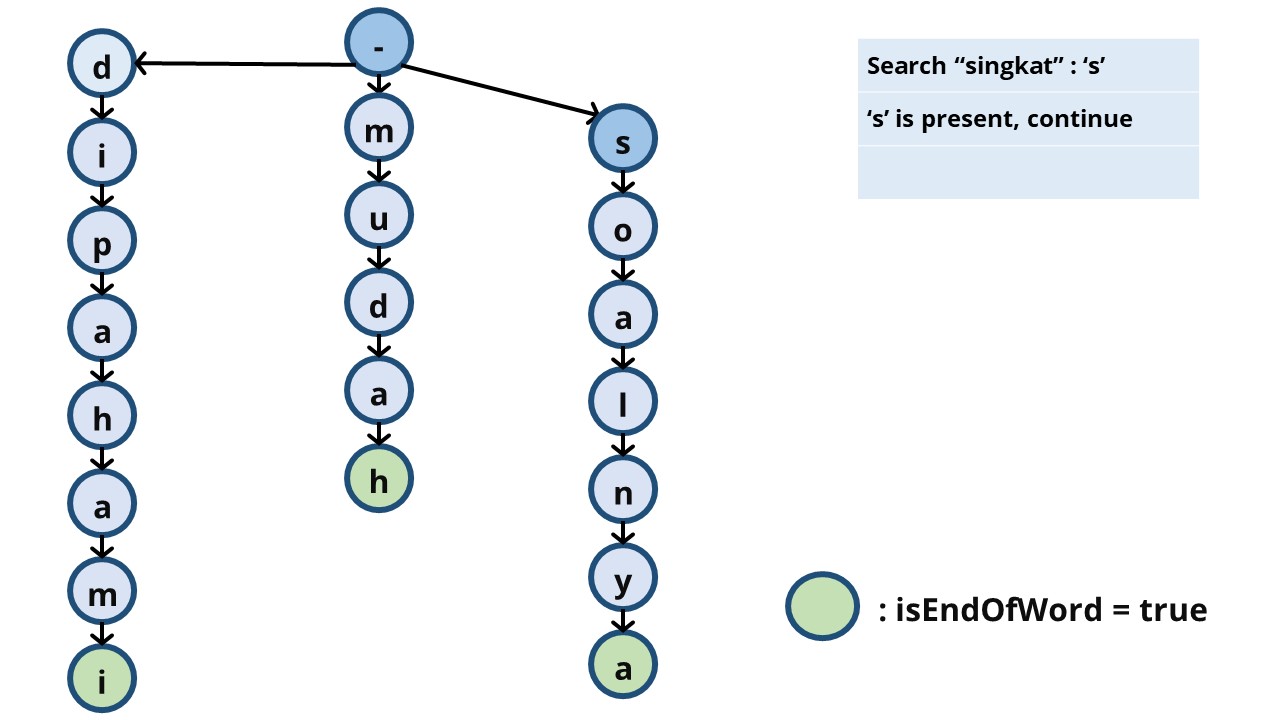 -
d
i
p
a
h
a
m
i
m
u
d
a
h
s
o
a
l
n
y
a
Search “singkat” : ‘s’
‘s’ is present, continue
: isEndOfWord = true